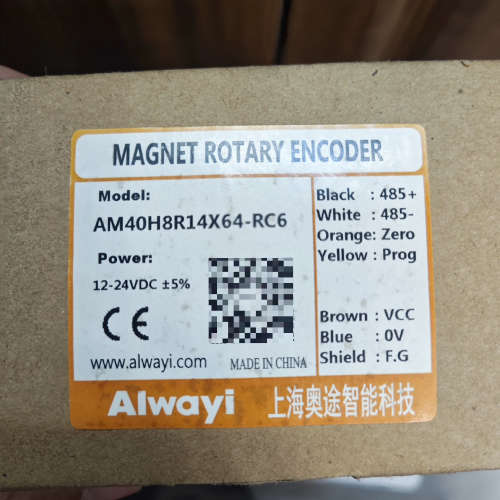 MAGNET ROTARY ENCODER
Model:
AM40H8R14X64-RC6
Power:
12-24VDC ±5%
CE
www.alwayi.com
MADE IN CHINA
Black : 485+
White : 485-
Orange: Zero
Yellow : Prog
Brown : VCC
Blue : 0V
Shield : F.G
Alwayi
上海奥途智能科技